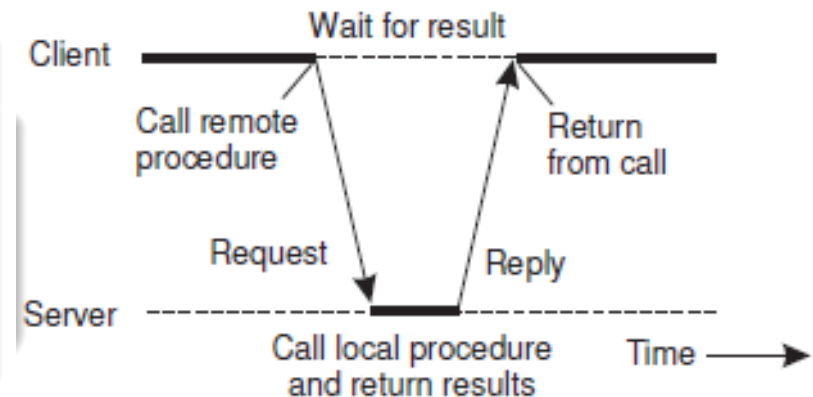 Wait for result
Client
Call remote
procedure
Return
from call
Request
Reply
Server
Call local procedure
and return results
Time